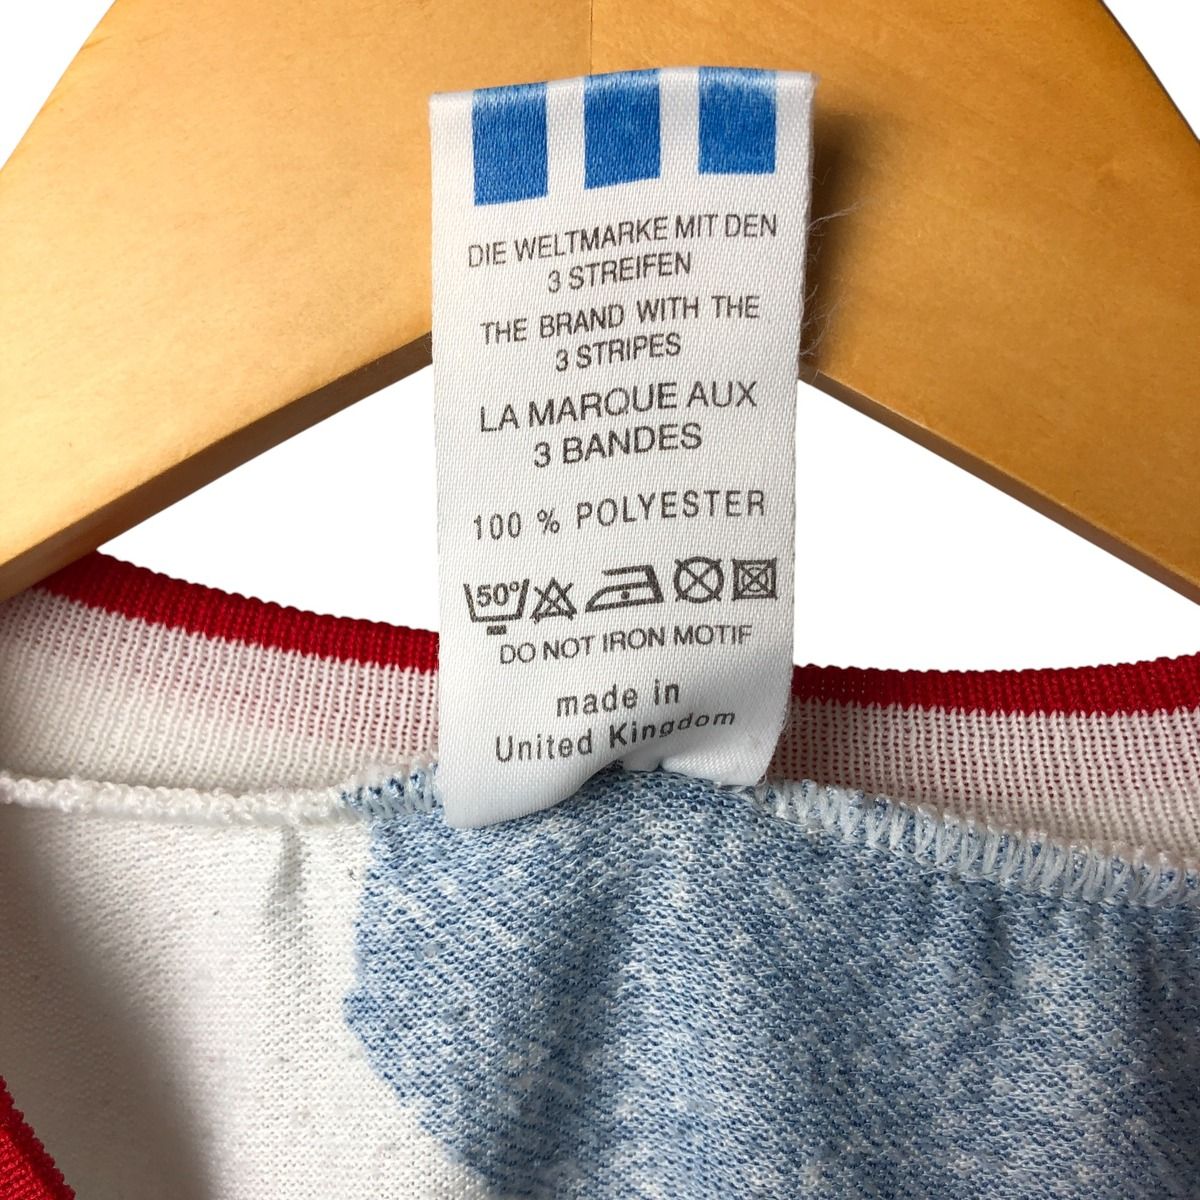 DIE WELTMARKE MIT DEN
3 STREIFEN
THE BRAND WITH THE
3 STRIPES
LA MARQUE AUX
3 BANDES
100 % POLYESTER
50°
DO NOT IRON MOTIF
made in
United Kingdom